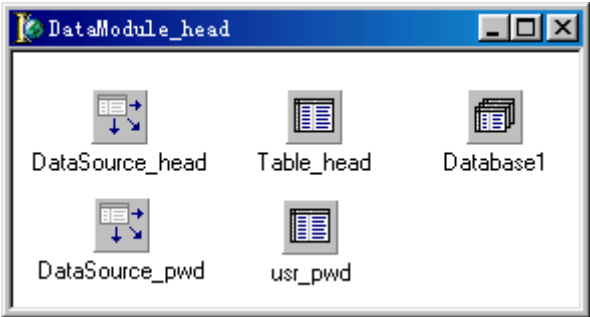 DataModule_head
DataSource_head Table_head Database1
DataSource_pwd usr_pwd